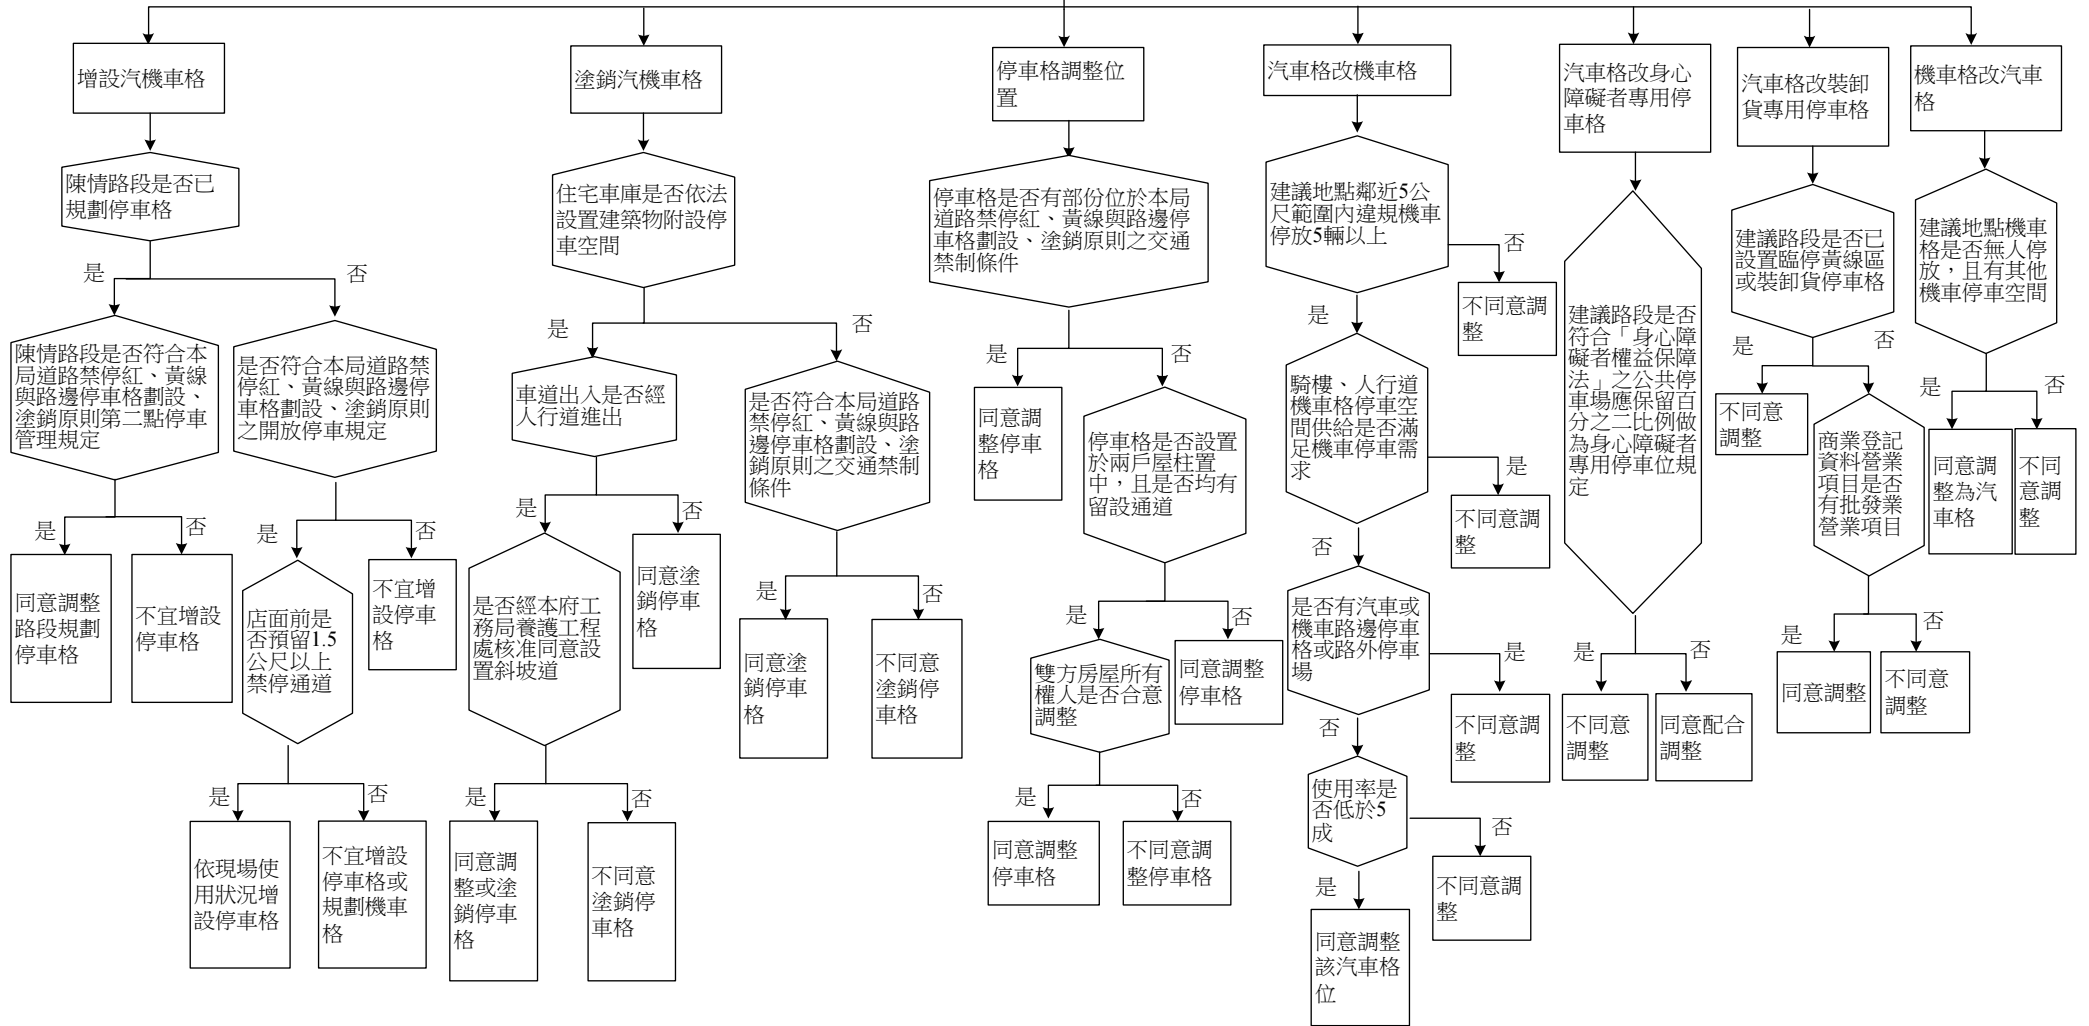 增設汽機車格
陳情路段是否已
規劃停車格
是
否
陳情路段是否符合本
局道路禁停紅、黃線
與路邊停車格劃設、
塗銷原則第二點停車
管理規定
是
否
同意調整
路段規劃
停車格
不宜增設
停車格
是否符合本局道路禁
停紅、黃線與路邊停
車格劃設、塗銷原則
之開放停車規定
是
否
店面前是
否預留1.5
公尺以上
禁停通道
不宜增
設停車
格
是
否
依現場使
用狀況增
設停車格
不宜增設
停車格或
規劃機車
格
塗銷汽機車格
住宅車庫是否依法
設置建築物附設停
車空間
是
否
車道出入是否經
人行道進出
是
否
是否經本府工
務局養護工程
處核准同意設
置斜坡道
同意塗
銷停車
格
是
否
同意調
整或塗
銷停車
格
不同意
塗銷停
車格
是否符合本局道路
禁停紅、黃線與路
邊停車格劃設、塗
銷原則之交通禁制
條件
是
否
同意塗
銷停車
格
不同意
塗銷停
車格
停車格調整位
置
停車格是否有部份位於本局
道路禁停紅、黃線與路邊停
車格劃設、塗銷原則之交通
禁制條件
是
否
同意調
整停車
格
停車格是否設置
於兩戶屋柱置
中，且是否均有
留設通道
是
否
雙方房屋所有
權人是否合意
調整
同意調整
停車格
是
否
同意調整
停車格
不同意調
整停車格
汽車格改機車格
建議地點鄰近5公
尺範圍內違規機車
停放5輛以上
否
不同意調
整
是
騎樓、人行道
機車格停車空
間供給是否滿
足機車停車需
求
是
不同意調
整
否
是否有汽車或
機車路邊停車
格或路外停車
場
是
不同意調
整
否
使用率是
否低於5
成
否
不同意調
整
是
同意調整
該汽車格
位
汽車格改身心
障礙者專用停
車格
建議路段是否
符合「身心障
礙者權益保障
法」之公共停
車場應保留百
分之二比例做
為身心障礙者
專用停車位規
定
是
否
不同意
調整
同意配合
調整
汽車格改裝卸
貨專用停車格
建議路段是否已
設置臨停黃線區
或裝卸貨停車格
是
否
不同意
調整
商業登記
資料營業
項目是否
有批發業
營業項目
是
否
同意調整
不同意
調整
機車格改汽車
格
建議地點機車
格是否無人停
放，且有其他
機車停車空間
是
否
同意調
整為汽
車格
不同
意調
整